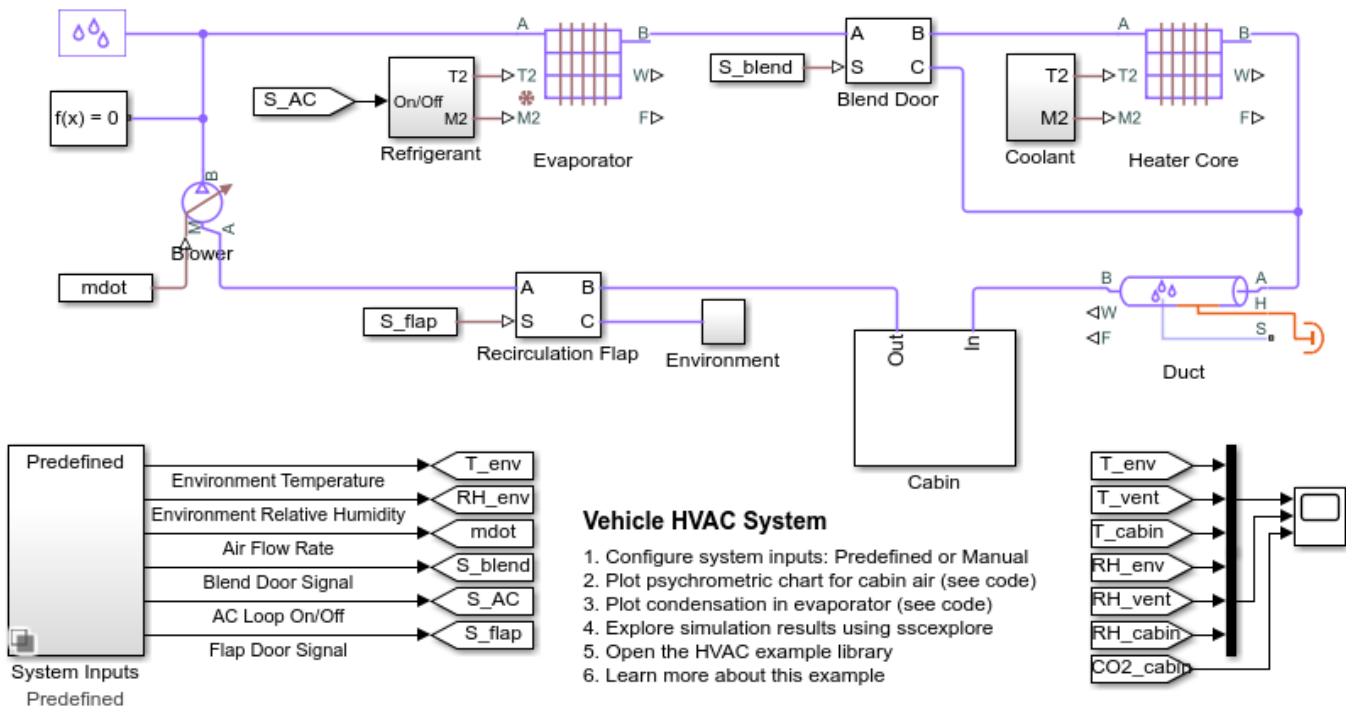 A
B
A
B
A
B
S_blend
S
C
T2
T2
W
T2
T2
W
S_AC
On/Off
Blend Door
f(x) = 0
M2
M2
F
M2
M2
F
Refrigerant
Evaporator
Coolant
Heater Core
B
M
A
Blower
mdot
A
B
B
A
S_flap
S
C
H
W
S
F
Recirculation Flap
Environment
Out
In
Duct
Cabin
Predefined
T_env
Environment Temperature
RH_env
Environment Relative Humidity
mdot
Air Flow Rate
S_blend
Blend Door Signal
S_AC
AC Loop On/Off
S_flap
Flap Door Signal
System Inputs
Predefined
Vehicle HVAC System
1. Configure system inputs: Predefined or Manual
2. Plot psychrometric chart for cabin air (see code)
3. Plot condensation in evaporator (see code)
4. Explore simulation results using sscexplore
5. Open the HVAC example library
6. Learn more about this example
T_env
T_vent
T_cabin
RH_env
RH_vent
RH_cabin
CO2_cabin